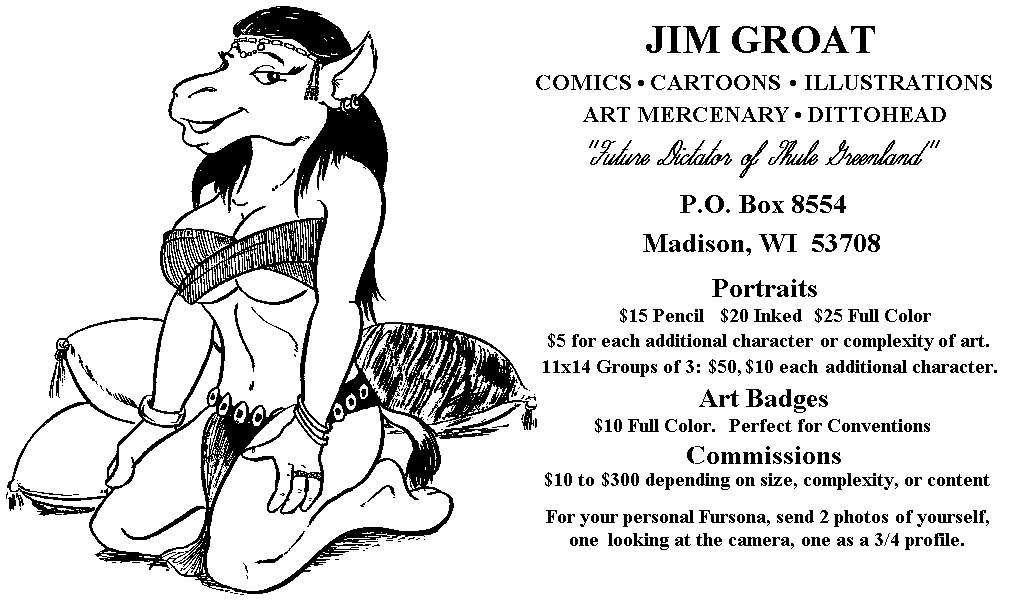 JIM GROAT
COMICS • CARTOONS • ILLUSTRATIONS
ART MERCENARY • DITTOHEAD
"Future Dictator of Thule Greenland"
P.O. Box 8554
Madison, WI 53708
Portraits
$15 Pencil $20 Inked $25 Full Color
$5 for each additional character or complexity of art.
11x14 Groups of 3: $50, $10 each additional character.
Art Badges
$10 Full Color. Perfect for Conventions
Commissions
$10 to $300 depending on size, complexity, or content
For your personal Fursona, send 2 photos of yourself,
one looking at the camera, one as a 3/4 profile.